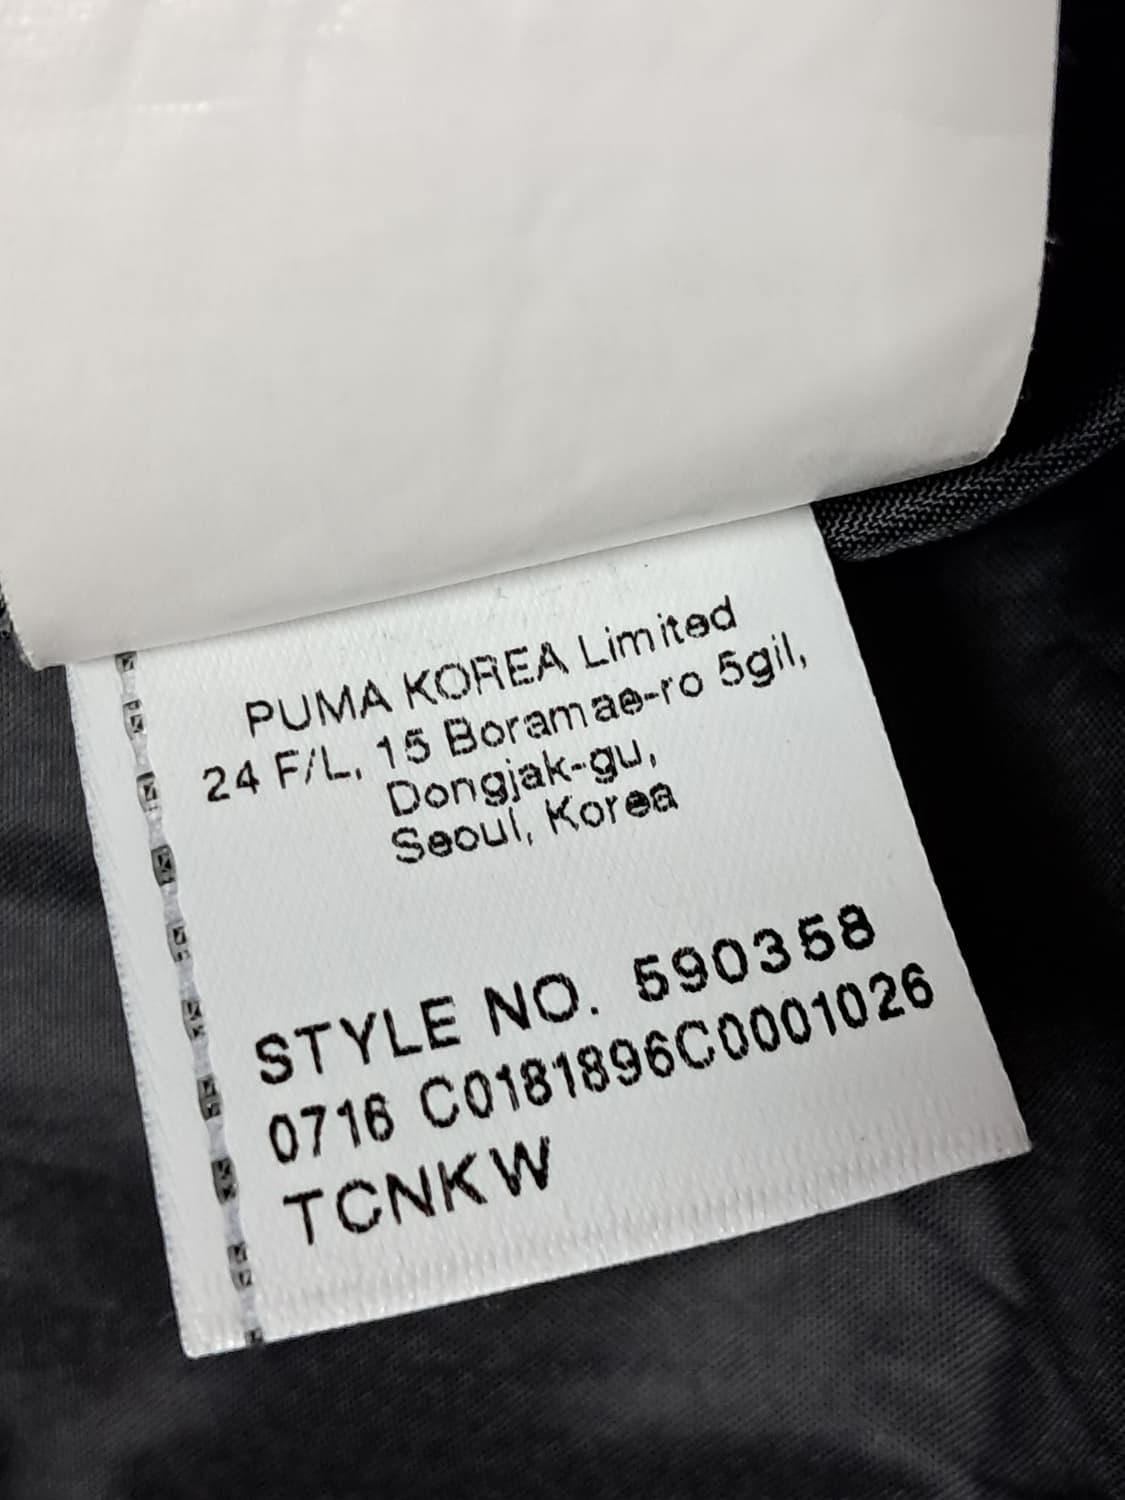 PUMA KOREA Limited
24 F/L, 15 Boramae-ro 5gil,
Dongjak-gu,
Seoul, Korea
STYLE NO. 590358
0716 C0181896C0001026
TCNKW